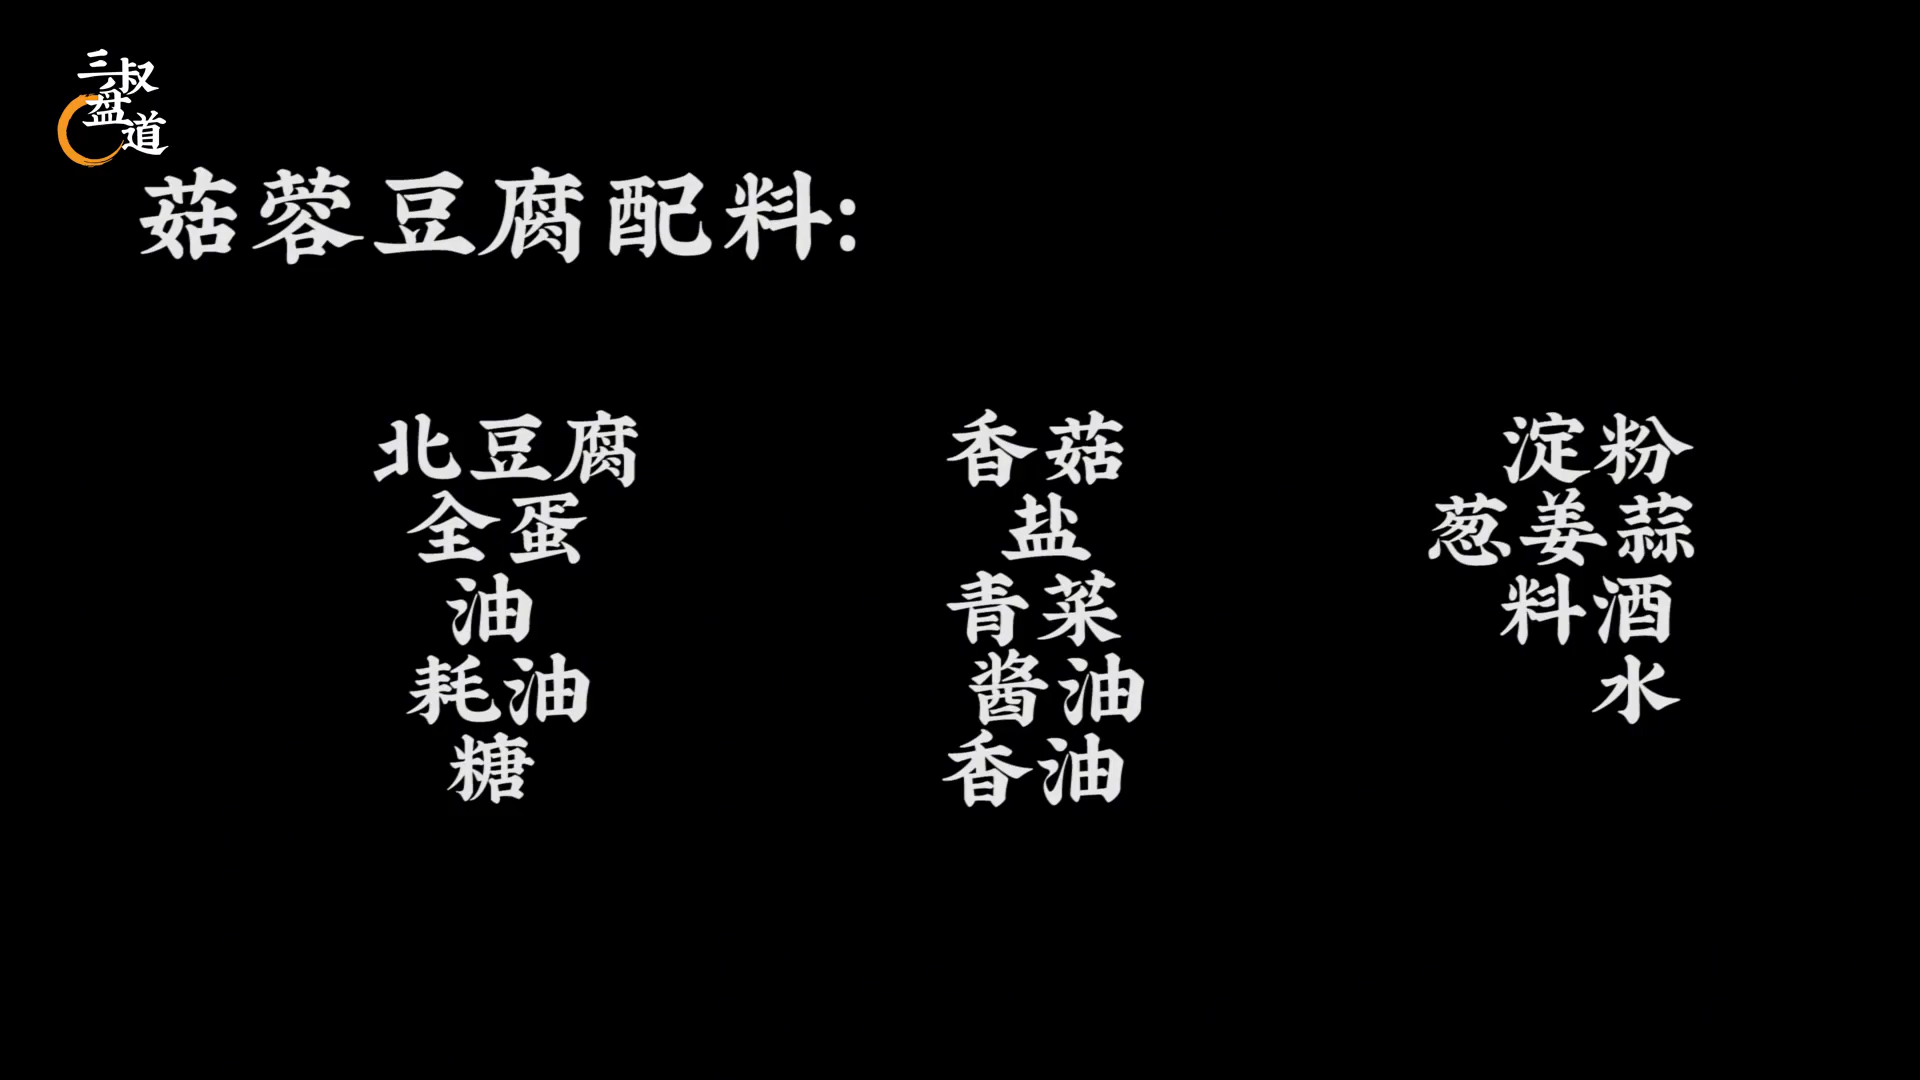 三叔
盘道
菇蓉豆腐配料:
北豆腐 香菇 淀粉
全蛋 盐 葱姜蒜
油 青菜 料酒
耗油 酱油 水
糖 香油